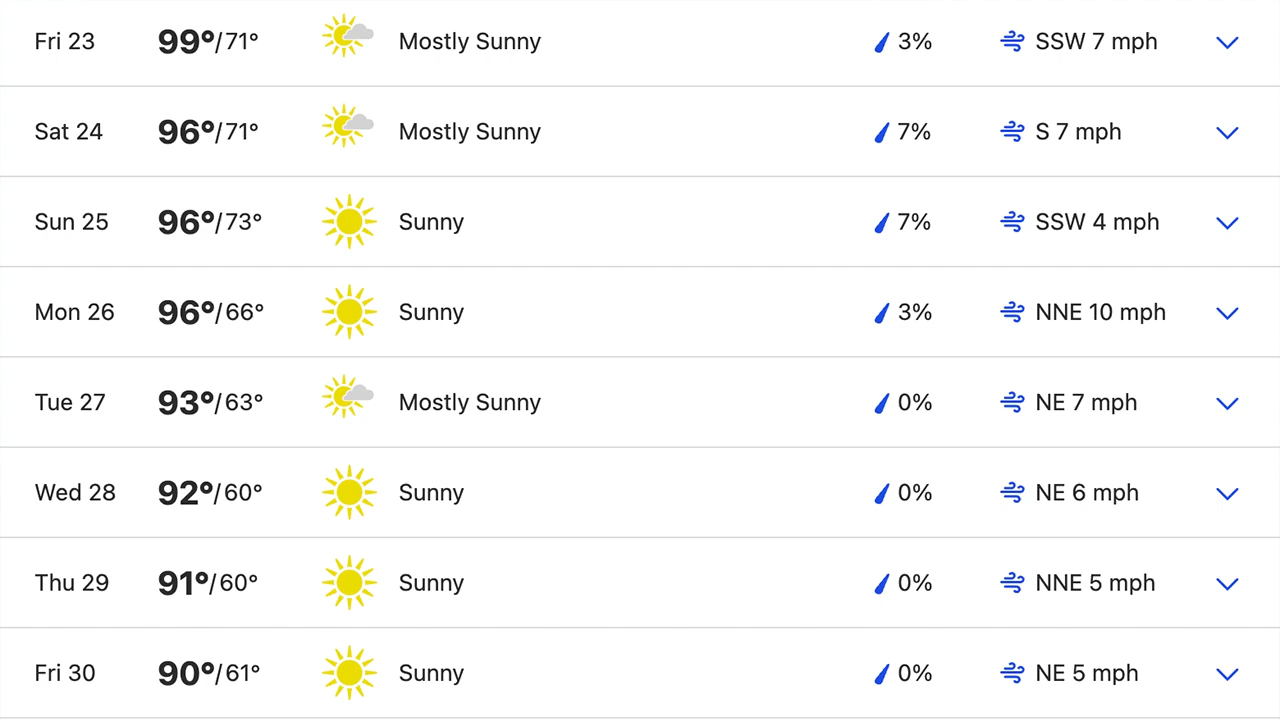 Fri 23 99°/71° Mostly Sunny 3% SSW 7 mph
Sat 24 96°/71° Mostly Sunny 7% S 7 mph
Sun 25 96°/73° Sunny 7% SSW 4 mph
Mon 26 96°/66° Sunny 3% NNE 10 mph
Tue 27 93°/63° Mostly Sunny 0% NE 7 mph
Wed 28 92°/60° Sunny 0% NE 6 mph
Thu 29 91°/60° Sunny 0% NNE 5 mph
Fri 30 90°/61° Sunny 0% NE 5 mph